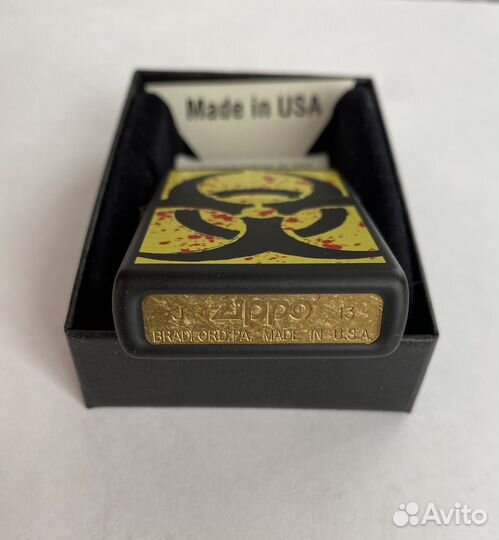 Made in USA
J zippo 13
BRADFORD.PA. MADE IN U.S.A.
Avito